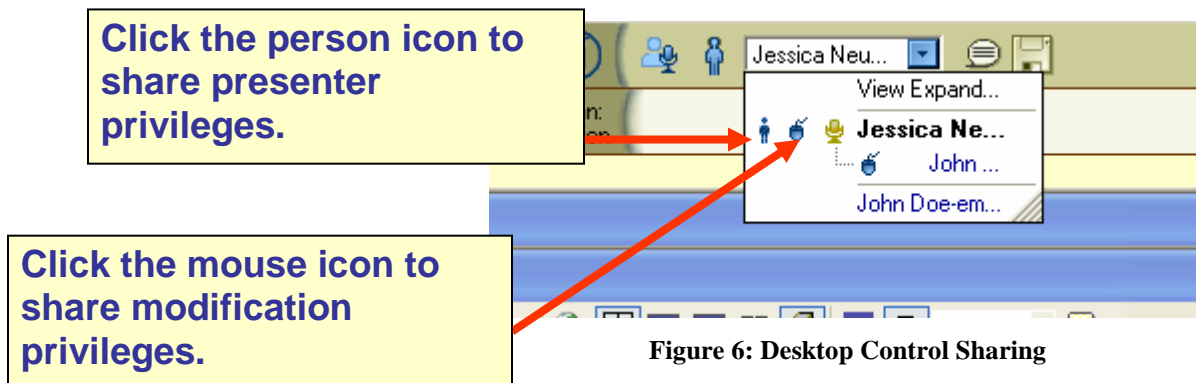 Click the person icon to
share presenter
privileges.
Jessica Neu...
View Expand...
n:
Jessica Ne...
John ...
John Doe-em...
Click the mouse icon to
share modification
privileges.
Figure 6: Desktop Control Sharing